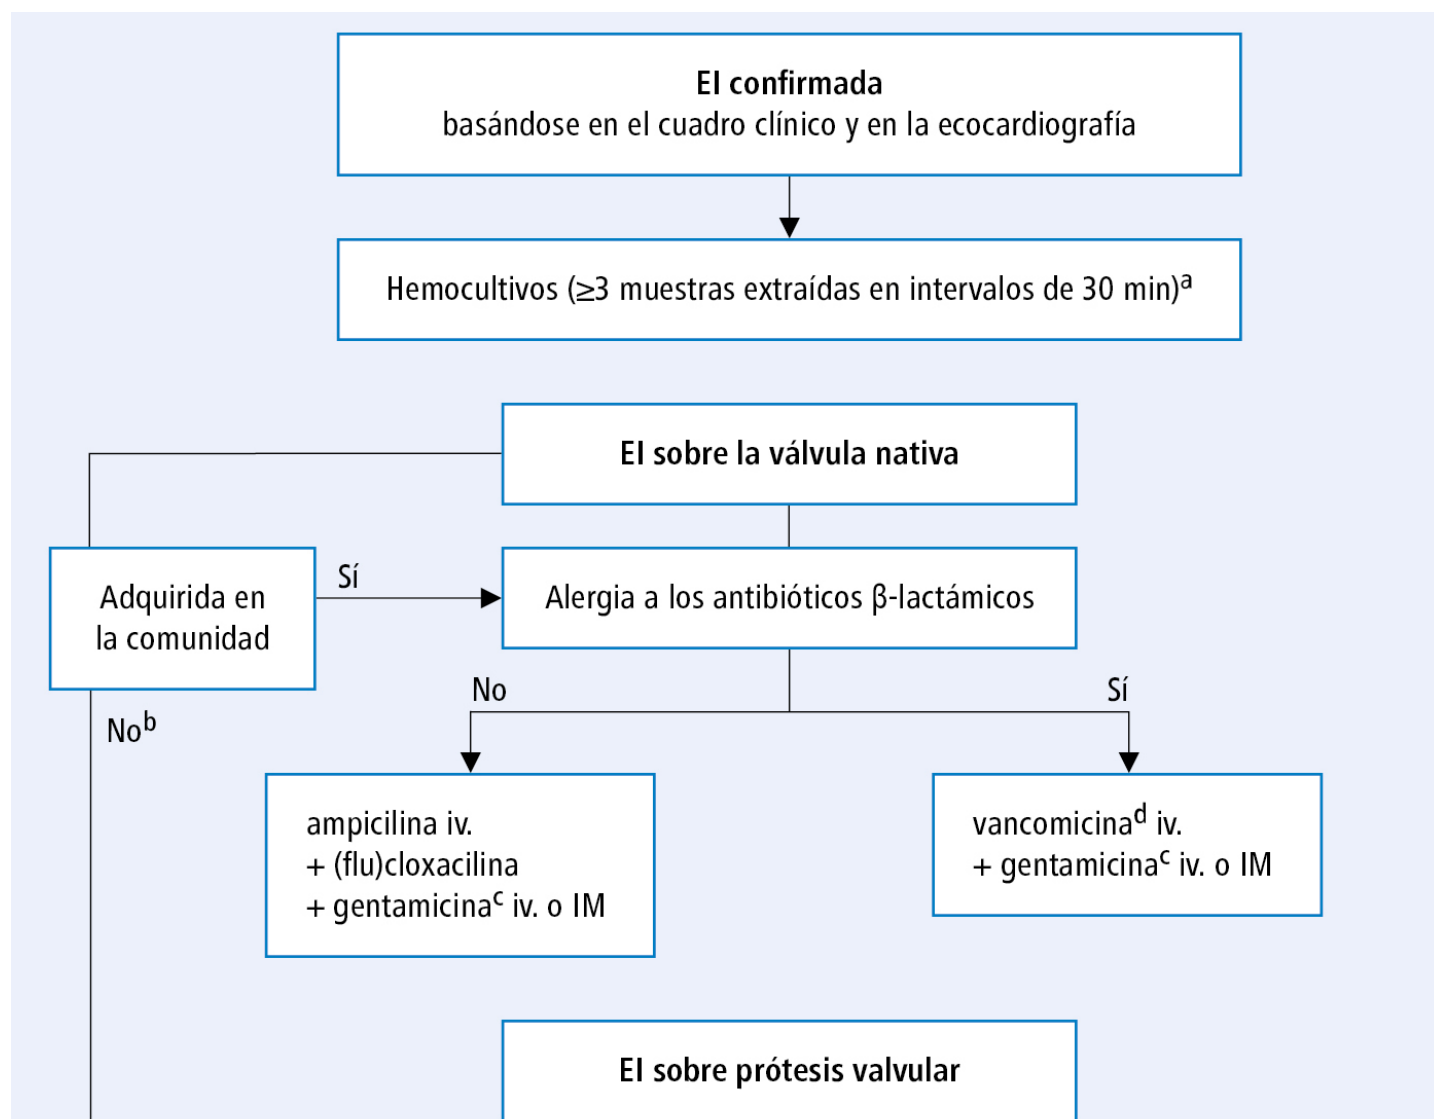 EI confirmada
basándose en el cuadro clínico y en la ecocardiografía
Hemocultivos (≥3 muestras extraídas en intervalos de 30 min)ᵃ
EI sobre la válvula nativa
Adquirida en
la comunidad
Sí
Alergia a los antibióticos β-lactámicos
Noᵇ
No
Sí
ampicilina iv.
+ (flu)cloxacilina
+ gentamicinaᶜ iv. o IM
vancomicinaᵈ iv.
+ gentamicinaᶜ iv. o IM
EI sobre prótesis valvular